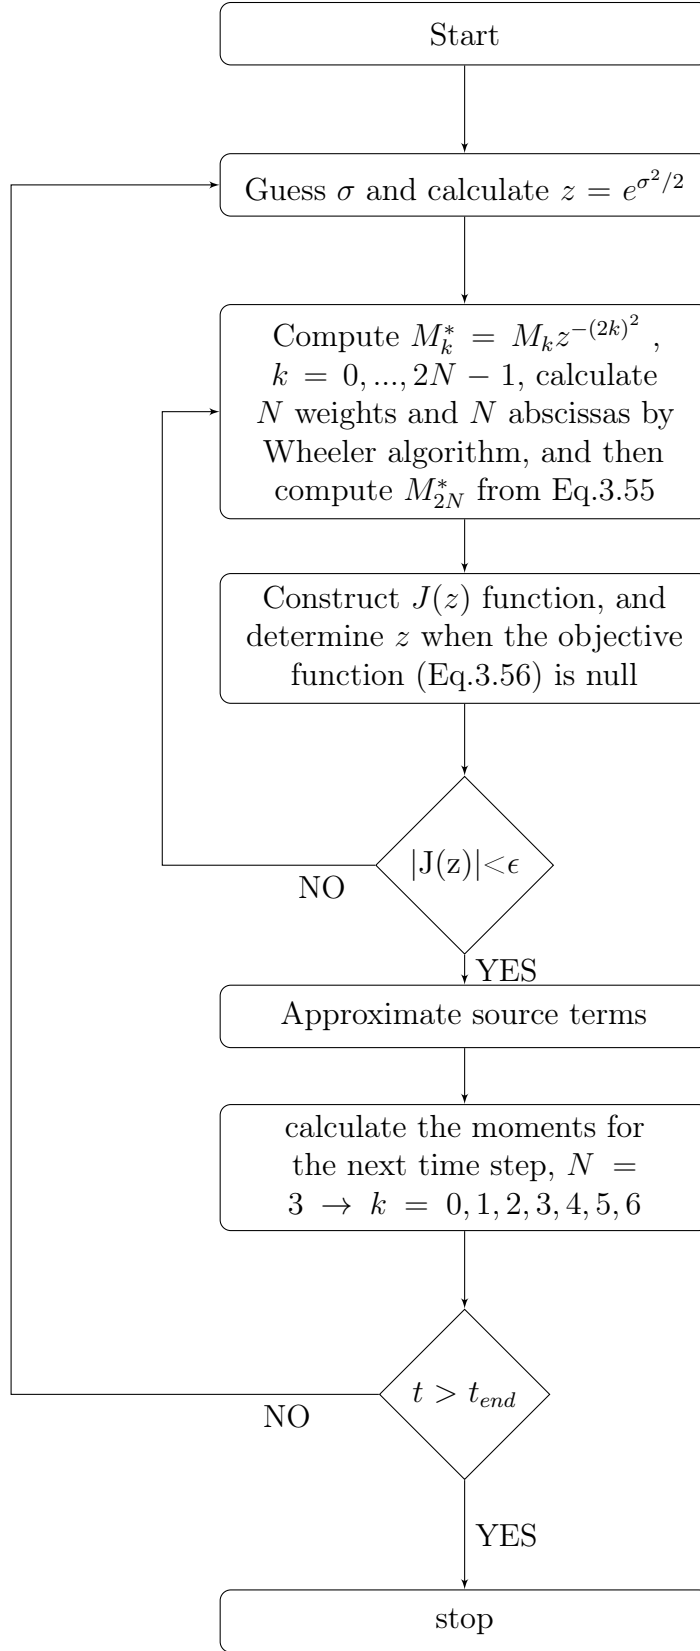 Start
Guess σ and calculate z = e^{σ²/2}
Compute M*_k = M_k z^{-(2k)²} ,
k = 0, ..., 2N − 1, calculate
N weights and N abscissas by
Wheeler algorithm, and then
compute M*_{2N} from Eq.3.55
Construct J(z) function, and
determine z when the objective
function (Eq.3.56) is null
|J(z)|<ϵ
NO
YES
Approximate source terms
calculate the moments for
the next time step, N =
3 → k = 0, 1, 2, 3, 4, 5, 6
t > t_{end}
NO
YES
stop